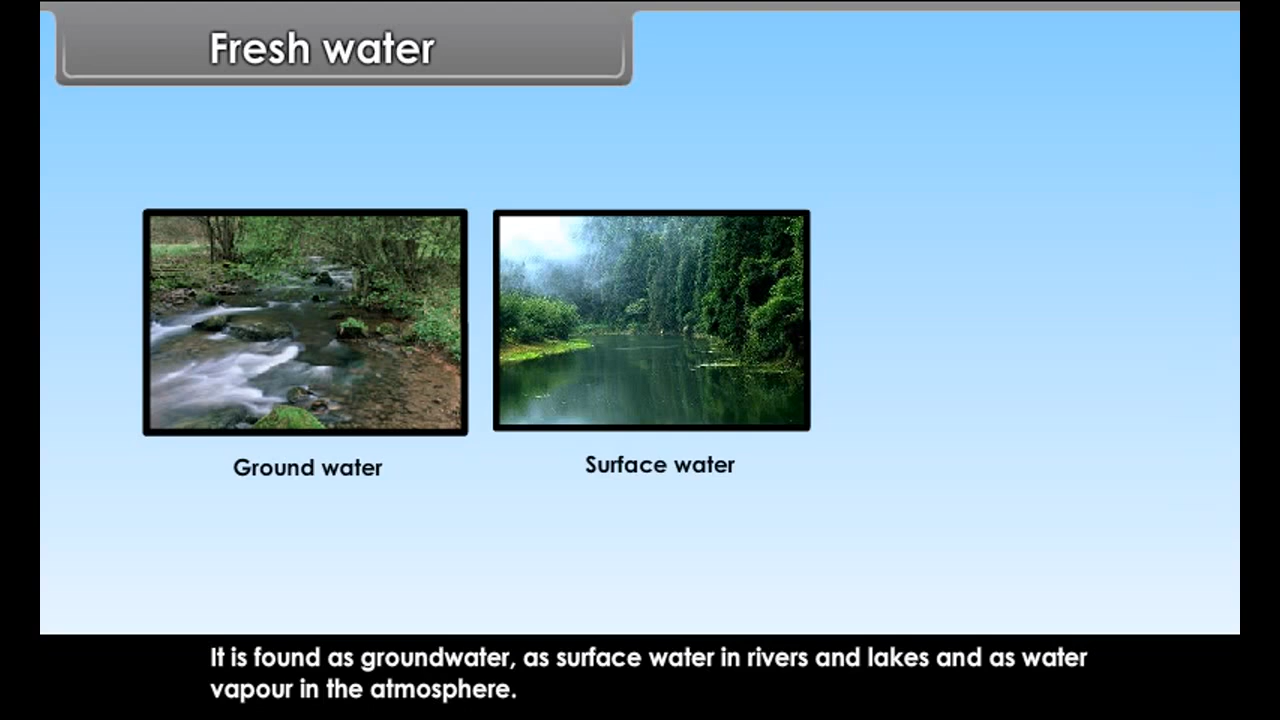 Fresh water
Ground water
Surface water
It is found as groundwater, as surface water in rivers and lakes and as water
vapour in the atmosphere.